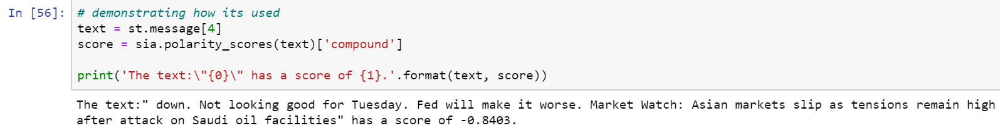 In [56]: # demonstrating how its used
text = st.message[4]
score = sia.polarity_scores(text)['compound']
print('The text:\"{0}\" has a score of {1}.'.format(text, score))
The text:" down. Not looking good for Tuesday. Fed will make it worse. Market Watch: Asian markets slip as tensions remain high
after attack on Saudi oil facilities" has a score of -0.8403.